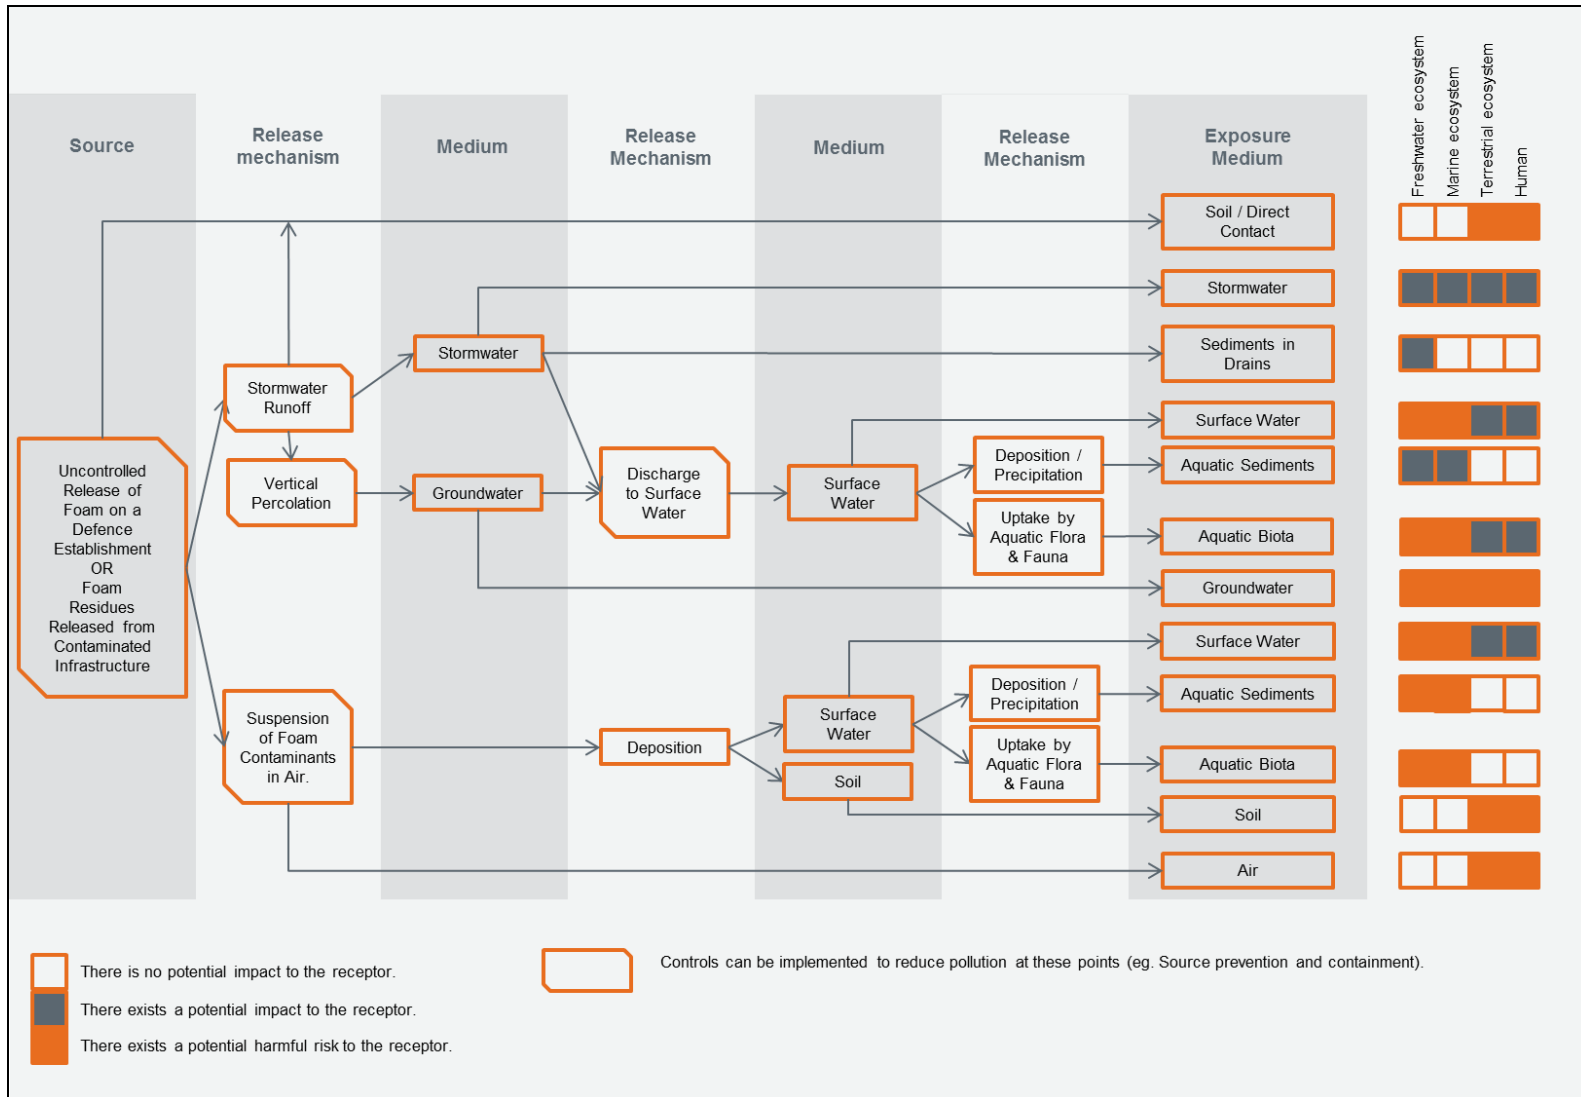 Freshwater ecosystem
Marine ecosystem
Terrestrial ecosystem
Human
Source
Release
mechanism
Medium
Release
Mechanism
Medium
Release
Mechanism
Exposure
Medium
Soil / Direct
Contact
Stormwater
Stormwater
Sediments in
Drains
Stormwater
Runoff
Surface Water
Uncontrolled
Release of
Foam on a
Defence
Establishment
OR
Foam
Residues
Released from
Contaminated
Infrastructure
Vertical
Percolation
Groundwater
Discharge
to Surface
Water
Surface
Water
Deposition /
Precipitation
Aquatic Sediments
Uptake by
Aquatic Flora
& Fauna
Aquatic Biota
Groundwater
Surface Water
Suspension
of Foam
Contaminants
in Air.
Deposition
Surface
Water
Deposition /
Precipitation
Aquatic Sediments
Uptake by
Aquatic Flora
& Fauna
Aquatic Biota
Soil
Soil
Air
There is no potential impact to the receptor.
There exists a potential impact to the receptor.
There exists a potential harmful risk to the receptor.
Controls can be implemented to reduce pollution at these points (eg. Source prevention and containment).